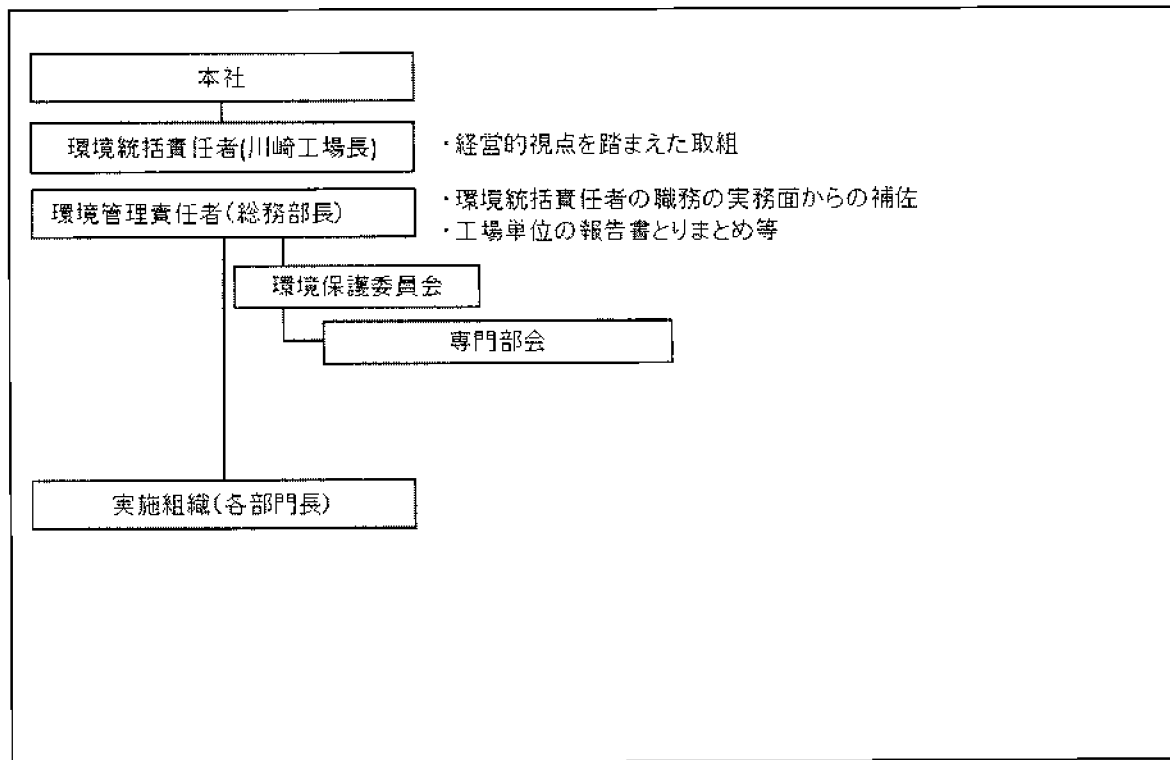 本社
環境統括責任者(川崎工場長)
・経営的視点を踏まえた取組
環境管理責任者(総務部長)
・環境統括責任者の職務の実務面からの補佐
・工場単位の報告書とりまとめ等
環境保護委員会
専門部会
実施組織(各部門長)